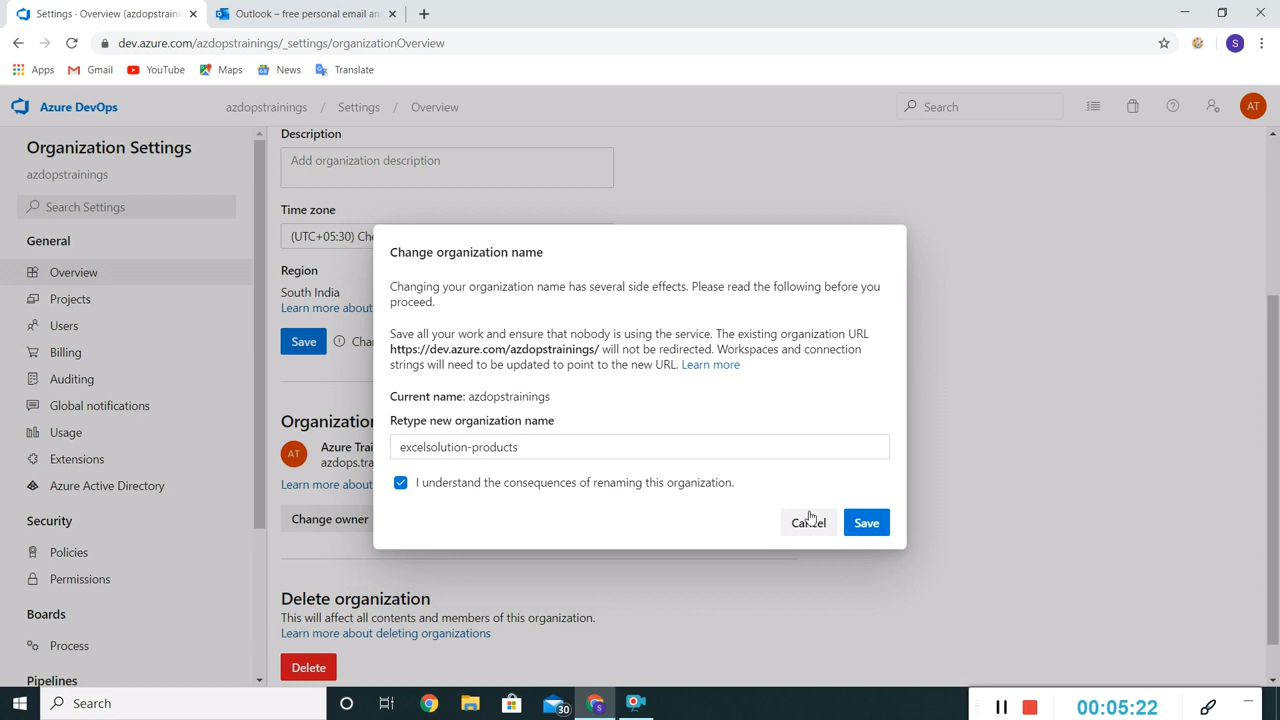 Settings - Overview (azdopstrainin
Outlook – free personal email an
dev.azure.com/azdopstrainings/_settings/organizationOverview
S
Apps
Gmail
YouTube
Maps
News
Translate
Azure DevOps
azdopstrainings / Settings / Overview
Search
AT
Organization Settings
azdopstrainings
Search Settings
General
Overview
Projects
Users
Billing
Auditing
Global notifications
Usage
Extensions
Azure Active Directory
Security
Policies
Permissions
Boards
Process
Pipelines
Description
Add organization description
Time zone
(UTC+05:30) Che
Region
South India
Learn more about
Save
Cha
Organization
AT
Azure Trai
azdops.tra
Learn more about
Change owner
Delete organization
This will affect all contents and members of this organization.
Learn more about deleting organizations
Delete
Change organization name
Changing your organization name has several side effects. Please read the following before you
proceed.
Save all your work and ensure that nobody is using the service. The existing organization URL
https://dev.azure.com/azdopstrainings/ will not be redirected. Workspaces and connection
strings will need to be updated to point to the new URL. Learn more
Current name: azdopstrainings
Retype new organization name
excelsolution-products
I understand the consequences of renaming this organization.
Cancel
Save
Search
30
S
00:05:22